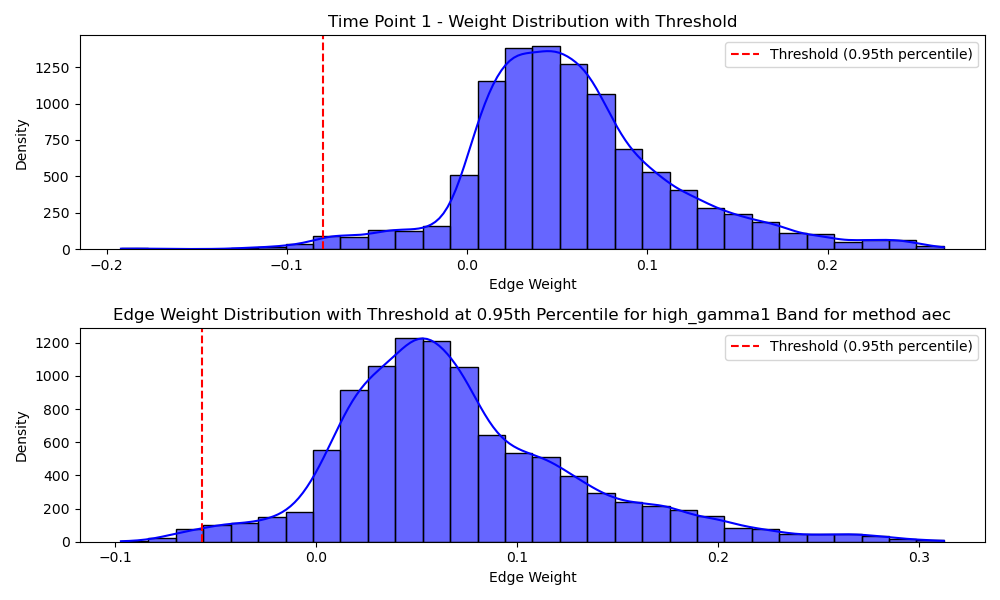 Time Point 1 - Weight Distribution with Threshold
Threshold (0.95th percentile)
Density
1250
1000
750
500
250
0
−0.2
−0.1
0.0
0.1
0.2
Edge Weight
Edge Weight Distribution with Threshold at 0.95th Percentile for high_gamma1 Band for method aec
Threshold (0.95th percentile)
Density
1200
1000
800
600
400
200
0
−0.1
0.0
0.1
0.2
0.3
Edge Weight